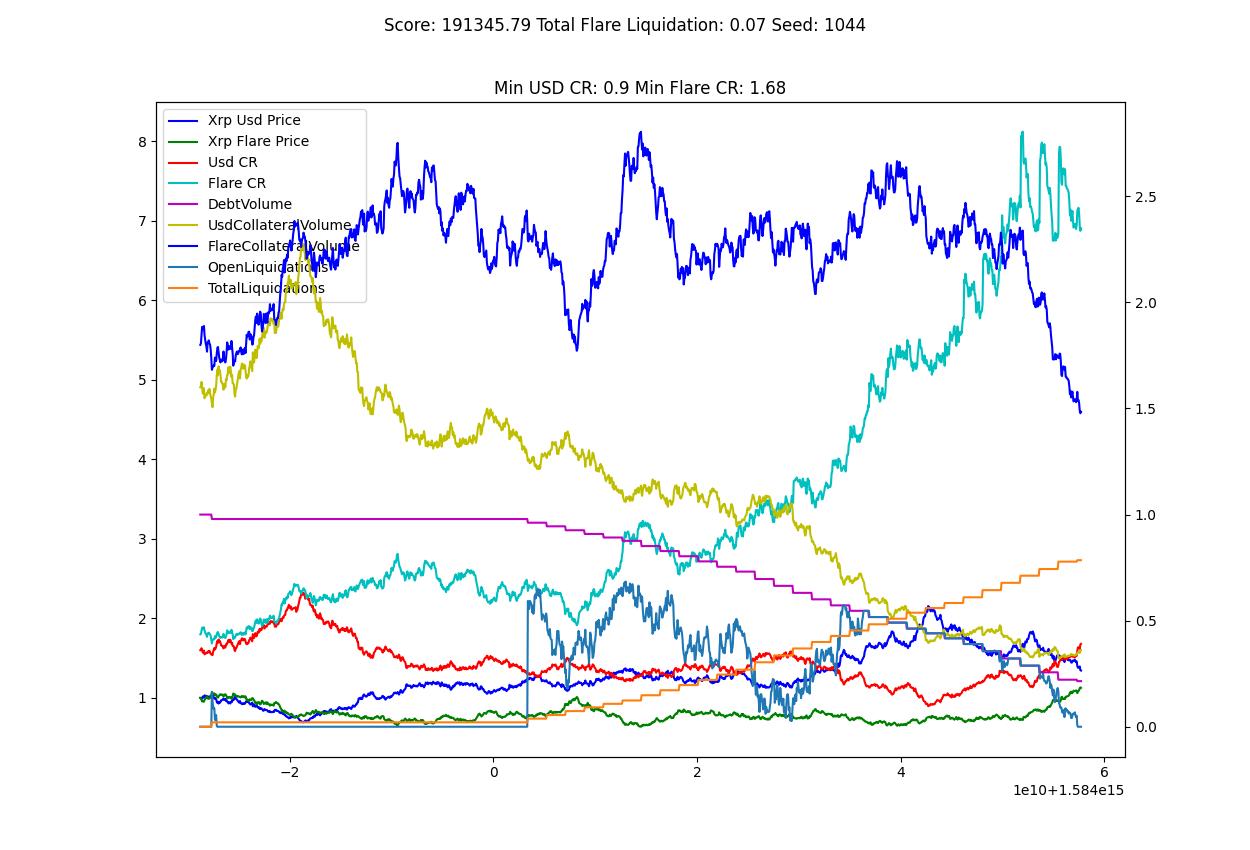 Score: 191345.79 Total Flare Liquidation: 0.07 Seed: 1044
Min USD CR: 0.9 Min Flare CR: 1.68
Xrp Usd Price
Xrp Flare Price
Usd CR
Flare CR
DebtVolume
UsdCollateralVolume
FlareCollateralVolume
OpenLiquidations
TotalLiquidations
8
7
6
5
4
3
2
1
2.5
2.0
1.5
1.0
0.5
0.0
−2 0 2 4 6
1e10+1.584e15